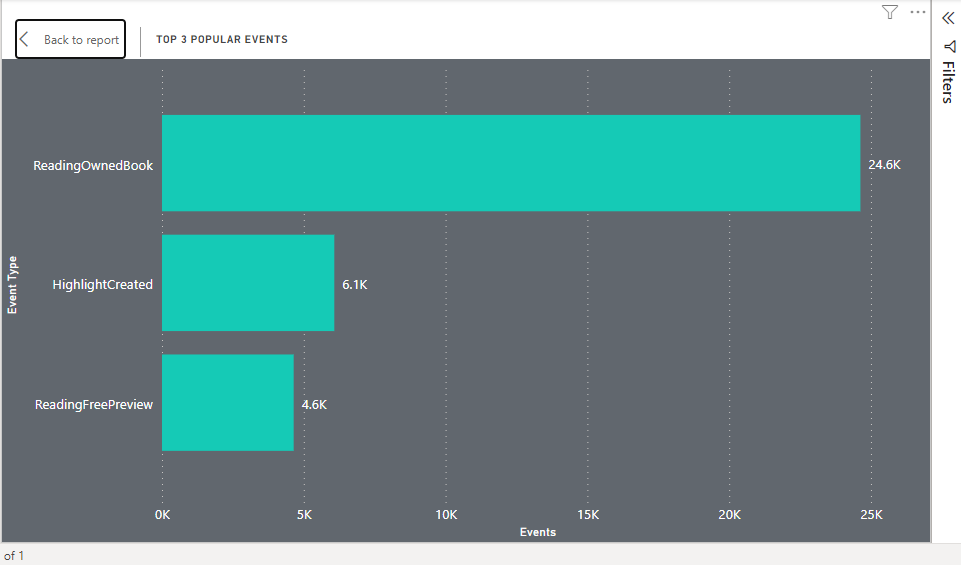 Back to report
TOP 3 POPULAR EVENTS
Filters
ReadingOwnedBook
24.6K
HighlightCreated
6.1K
ReadingFreePreview
4.6K
Event Type
0K 5K 10K 15K 20K 25K
Events
of 1